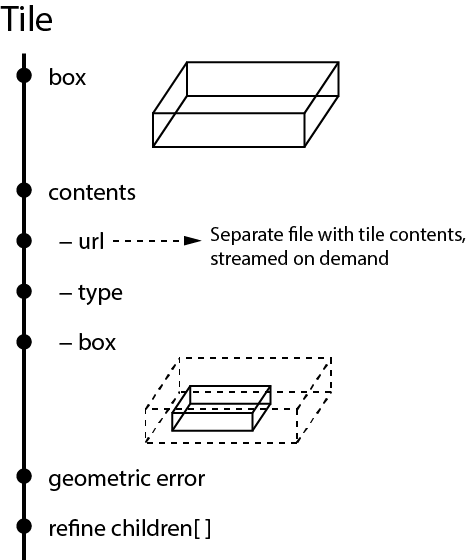 Tile
box
contents
– url
Separate file with tile contents,
streamed on demand
– type
– box
geometric error
refine children[ ]